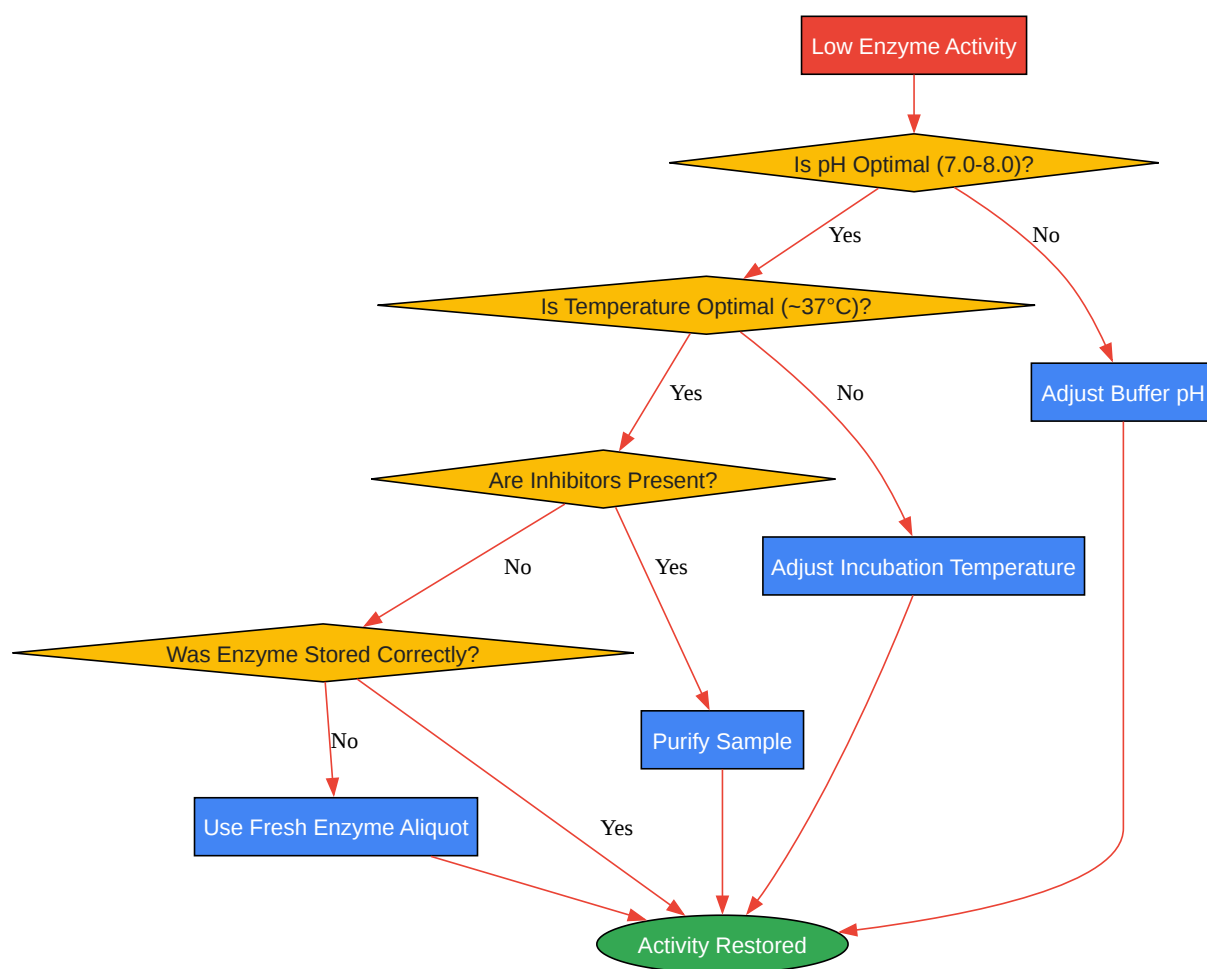 Low Enzyme Activity
Is pH Optimal (7.0-8.0)?
Yes
No
Is Temperature Optimal (~37°C)?
Adjust Buffer pH
Yes
No
Are Inhibitors Present?
Adjust Incubation Temperature
No
Yes
Was Enzyme Stored Correctly?
Purify Sample
No
Use Fresh Enzyme Aliquot
Yes
Activity Restored